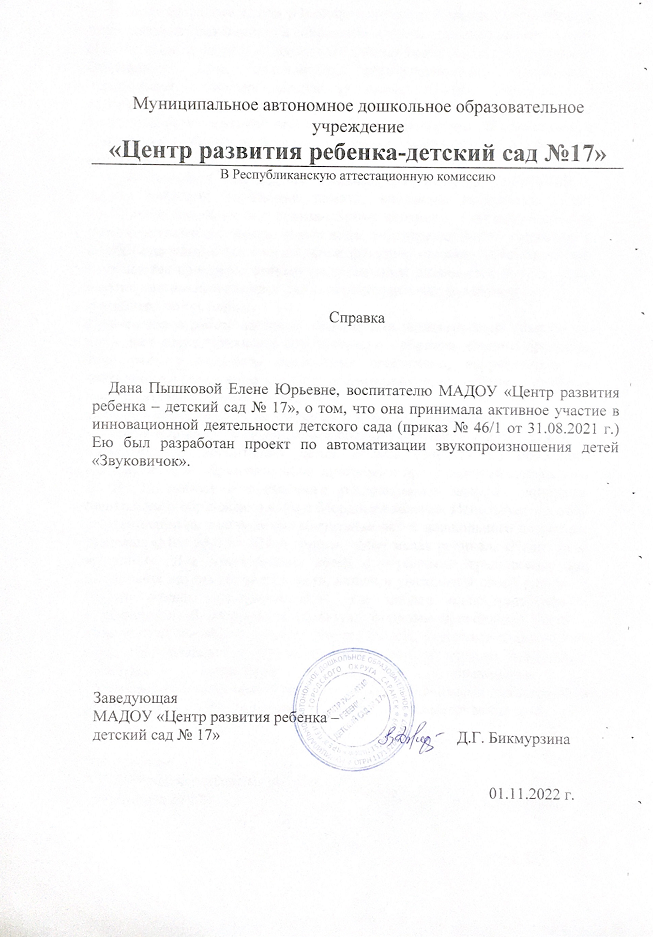 Муниципальное автономное дошкольное образовательное
учреждение
«Центр развития ребенка-детский сад №17»
В Республиканскую аттестационную комиссию
Справка
Дана Пышковой Елене Юрьевне, воспитателю МАДОУ «Центр развития
ребенка – детский сад № 17», о том, что она принимала активное участие в
инновационной деятельности детского сада (приказ № 46/1 от 31.08.2021 г.)
Ею был разработан проект по автоматизации звукопроизношения детей
«Звуковичок».
Заведующая
МАДОУ «Центр развития ребенка –
детский сад № 17»
Д.Г. Бикмурзина
01.11.2022 г.